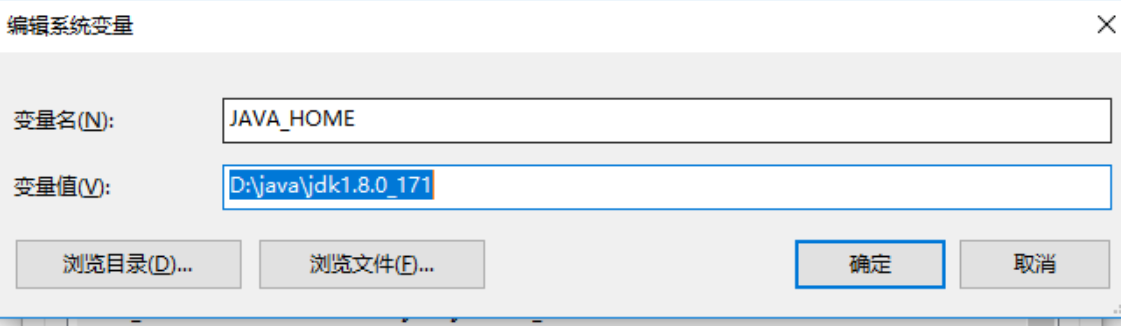 编辑系统变量
变量名(N):
JAVA_HOME
变量值(V):
D:\java\jdk1.8.0_171
浏览目录(D)...
浏览文件(F)...
确定
取消